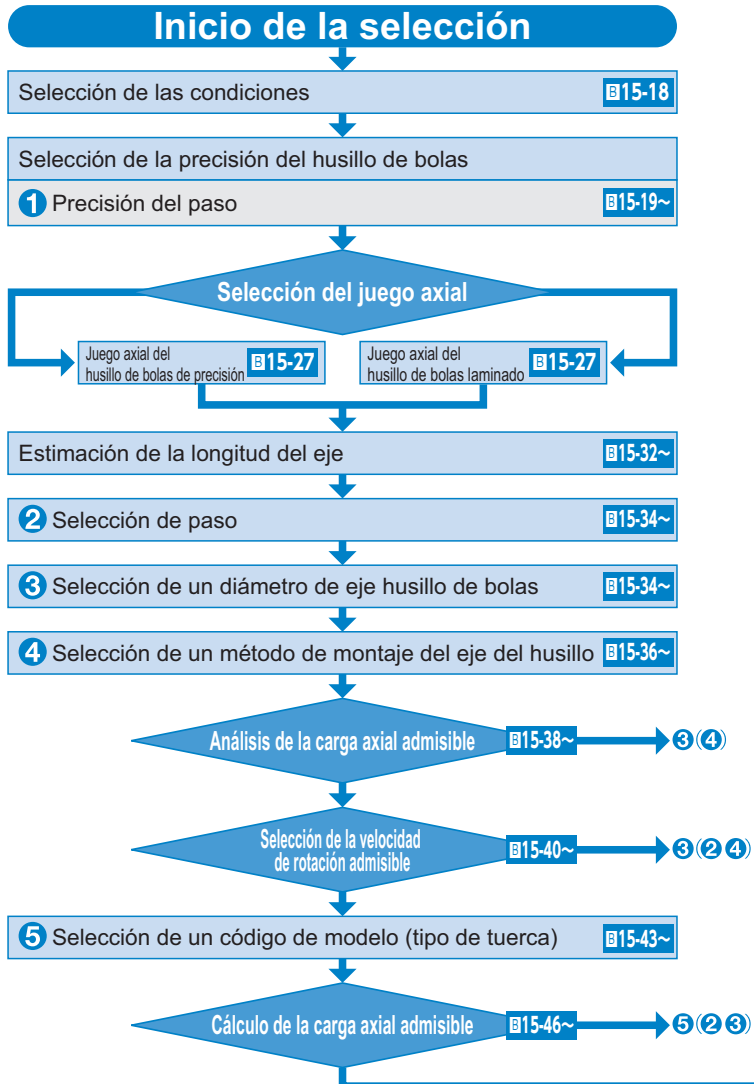 Inicio de la selección
Selección de las condiciones B15-18
Selección de la precisión del husillo de bolas
1 Precisión del paso B15-19~
Selección del juego axial
Juego axial del
husillo de bolas de precisión B15-27
Juego axial del
husillo de bolas laminado B15-27
Estimación de la longitud del eje B15-32~
2 Selección de paso B15-34~
3 Selección de un diámetro de eje husillo de bolas B15-34~
4 Selección de un método de montaje del eje del husillo B15-36~
Análisis de la carga axial admisible B15-38~ 3(4)
Selección de la velocidad
de rotación admisible B15-40~ 3(2 4)
5 Selección de un código de modelo (tipo de tuerca) B15-43~
Cálculo de la carga axial admisible B15-46~ 5(2 3)